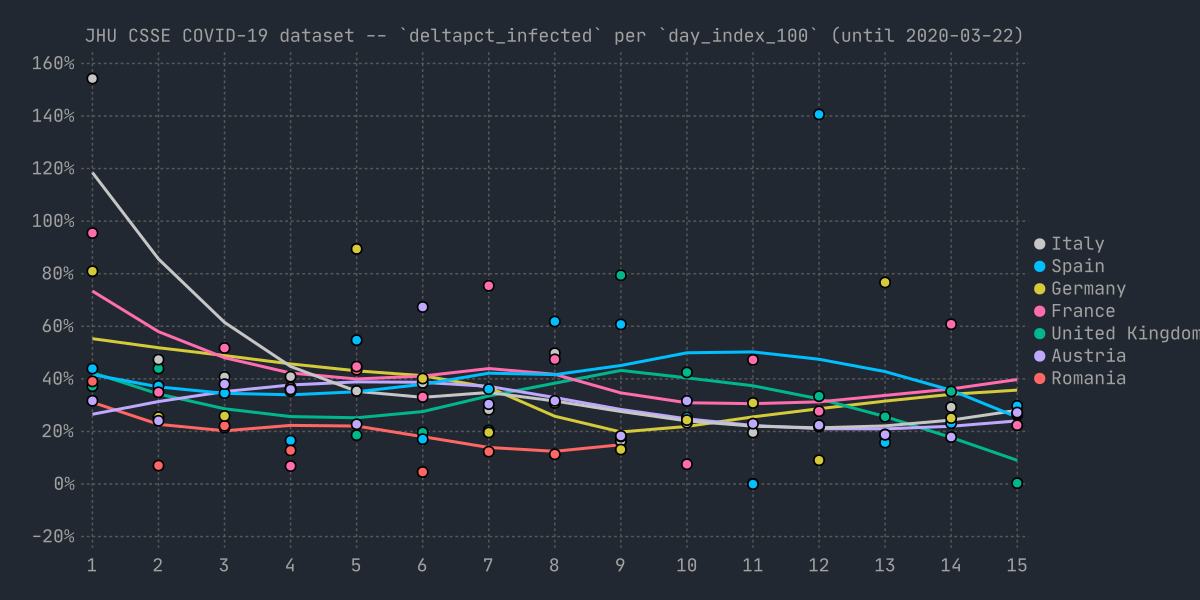 JHU CSSE COVID-19 dataset -- `deltapct_infected` per `day_index_100` (until 2020-03-22)
160%
140%
120%
100%
80%
60%
40%
20%
0%
-20%
1 2 3 4 5 6 7 8 9 10 11 12 13 14 15
Italy
Spain
Germany
France
United Kingdom
Austria
Romania